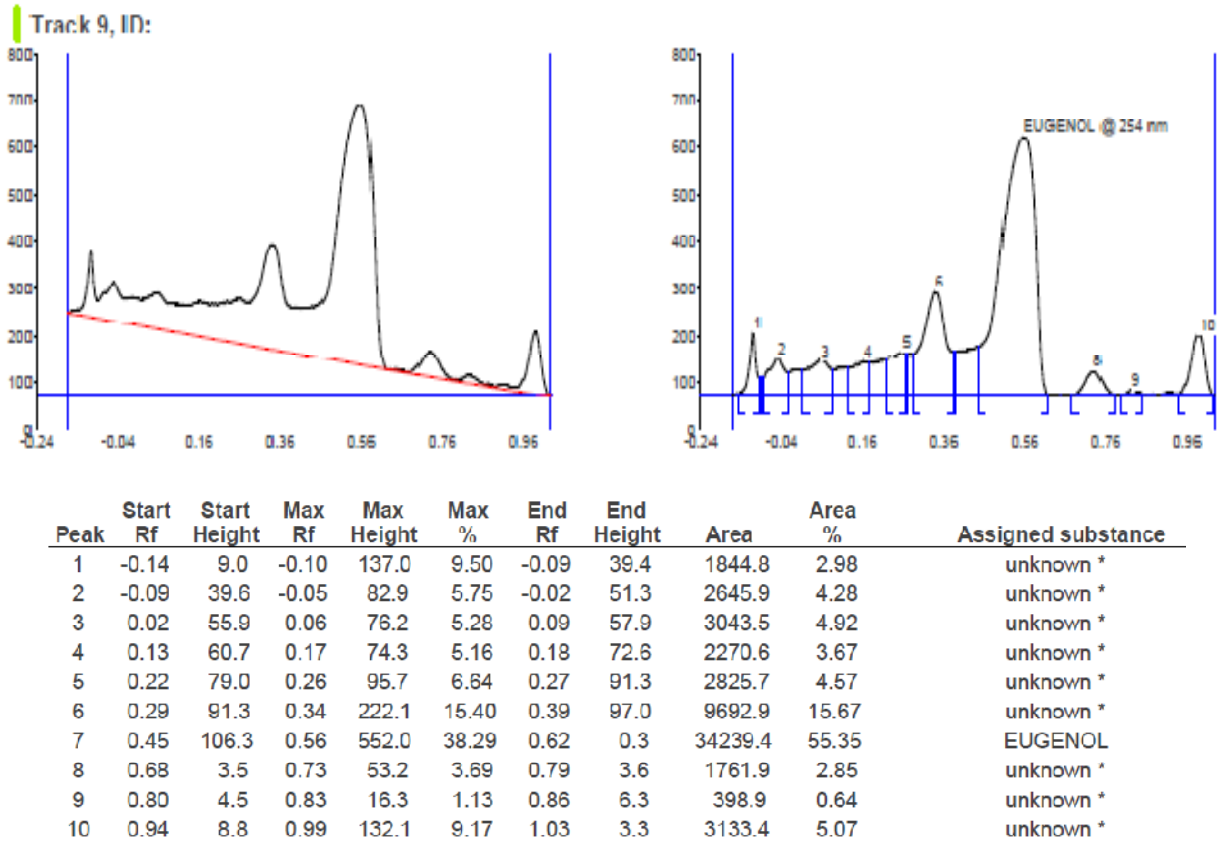 Track 9, ID:
800 800
700 700
EUGENOL @ 254 nm
600 600
500 500
400 400
300 300 6
200 200 1 2 3 4 5 10
100 100 8 9
0 0
-0.24 -0.04 0.16 0.36 0.56 0.76 0.96 -0.24 -0.04 0.16 0.36 0.56 0.76 0.96
Start Start Max Max Max End End Area
Peak Rf Height Rf Height % Rf Height Area % Assigned substance
1 -0.14 9.0 -0.10 137.0 9.50 -0.09 39.4 1844.8 2.98 unknown *
2 -0.09 39.6 -0.05 82.9 5.75 -0.02 51.3 2645.9 4.28 unknown *
3 0.02 55.9 0.06 76.2 5.28 0.09 57.9 3043.5 4.92 unknown *
4 0.13 60.7 0.17 74.3 5.16 0.18 72.6 2270.6 3.67 unknown *
5 0.22 79.0 0.26 95.7 6.64 0.27 91.3 2825.7 4.57 unknown *
6 0.29 91.3 0.34 222.1 15.40 0.39 97.0 9692.9 15.67 unknown *
7 0.45 106.3 0.56 552.0 38.29 0.62 0.3 34239.4 55.35 EUGENOL
8 0.68 3.5 0.73 53.2 3.69 0.79 3.6 1761.9 2.85 unknown *
9 0.80 4.5 0.83 16.3 1.13 0.86 6.3 398.9 0.64 unknown *
10 0.94 8.8 0.99 132.1 9.17 1.03 3.3 3133.4 5.07 unknown *